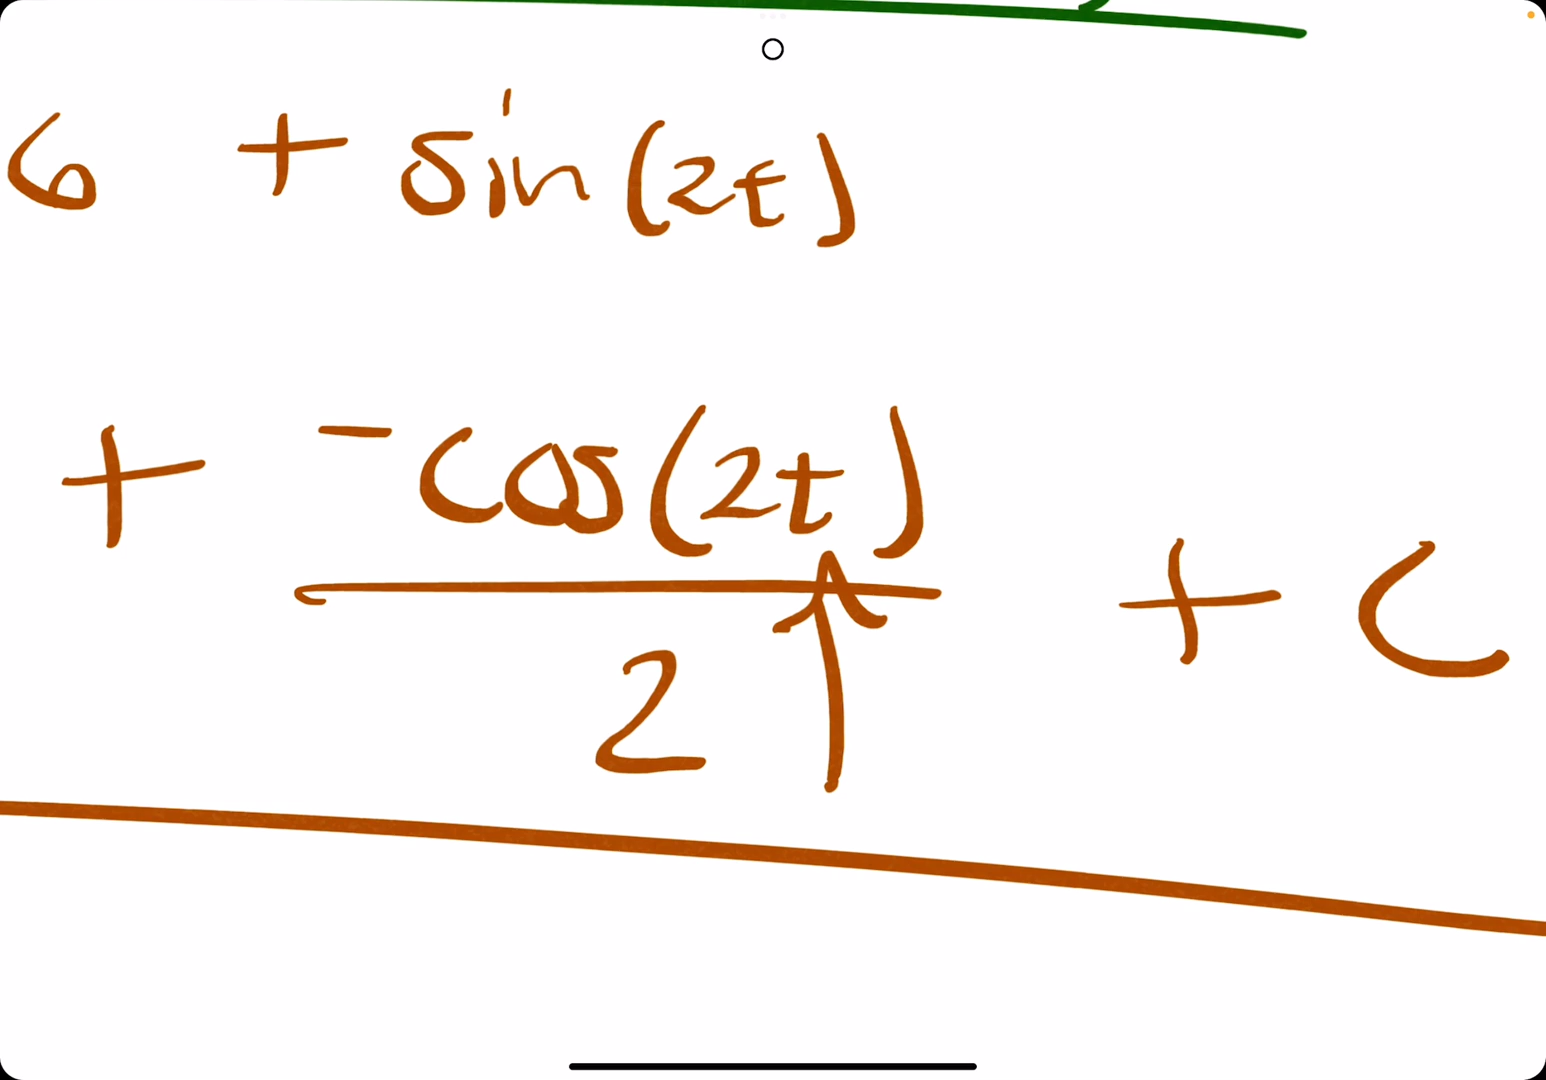 6 + sin(2t)
+ -cos(2t) + C
2